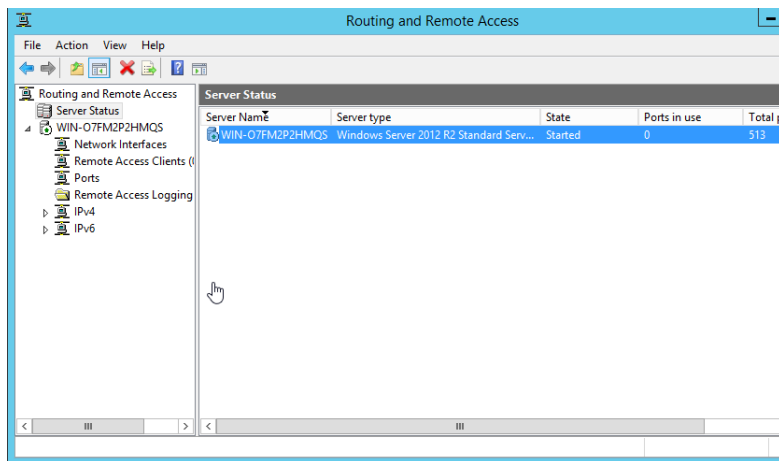 Routing and Remote Access
File Action View Help
Routing and Remote Access
Server Status
WIN-O7FM2P2HMQS
Network Interfaces
Remote Access Clients (
Ports
Remote Access Logging
IPv4
IPv6
Server Status
Server Name Server type State Ports in use Total
WIN-O7FM2P2HMQS Windows Server 2012 R2 Standard Serv... Started 0 513